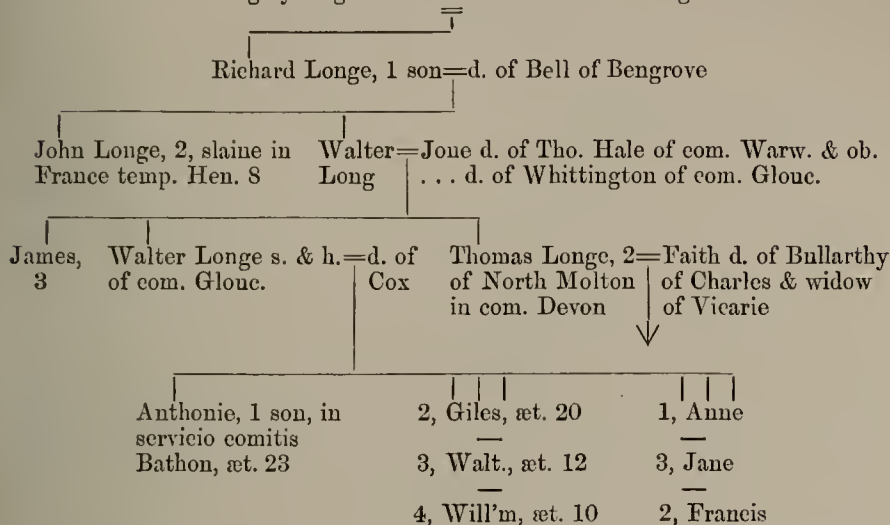 Richard Longe, 1 son=d. of Bell of Bengrove
John Longe, 2, slaine in
France temp. Hen. 8
Walter=Jone d. of Tho. Hale of com. Warw. & ob.
Long . . . d. of Whittington of com. Glouc.
James,
3
Walter Longe s. & h.=d. of
of com. Glouc. Cox
Thomas Longe, 2=Faith d. of Bullarthy
of North Molton of Charles & widow
in com. Devon of Vicarie
Anthonie, 1 son, in
servicio comitis
Bathon, æt. 23
2, Giles, æt. 20
3, Walt., æt. 12
4, Will'm, æt. 10
1, Anne
3, Jane
2, Francis